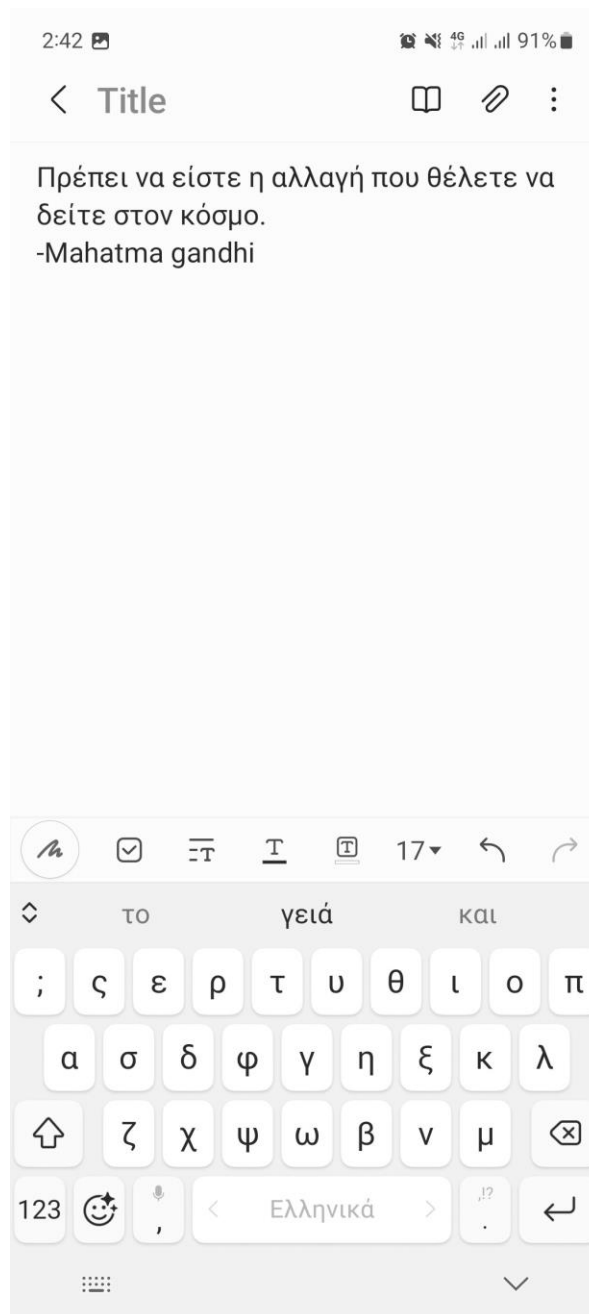 2:42 4G 91%
Title
Πρέπει να είστε η αλλαγή που θέλετε να
δείτε στον κόσμο.
-Mahatma gandhi
T T T 17
το γειά και
; ς ε ρ τ υ θ ι ο π
α σ δ φ γ η ξ κ λ
ζ χ ψ ω β ν μ
123 , < Ελληνικά > ,!? .